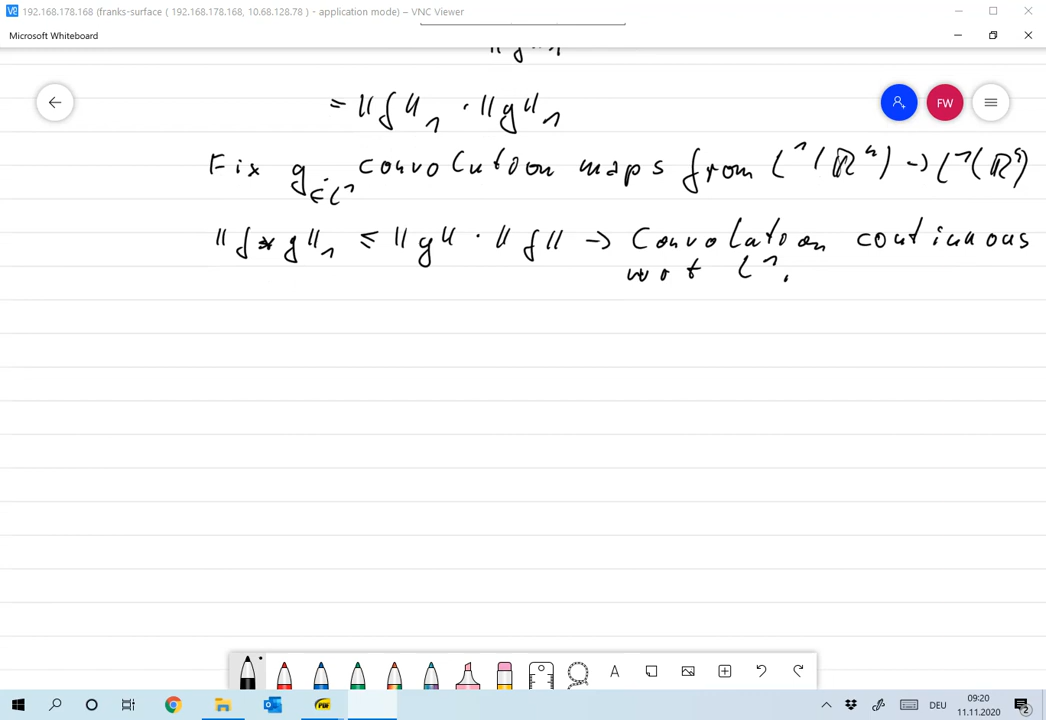 192.168.178.168 (franks-surface ( 192.168.178.168, 10.68.128.78 ) - application mode) – VNC Viewer
Microsoft Whiteboard
= ||f||₁ · ||g||₁
FW
Fix g ∈ L¹ convolution maps from L¹(ℝⁿ) → L¹(ℝⁿ)
||f * g||₁ ≤ ||g|| · ||f|| → Convolution continuous
wrt L¹.
DEU
09:20
11.11.2020
2